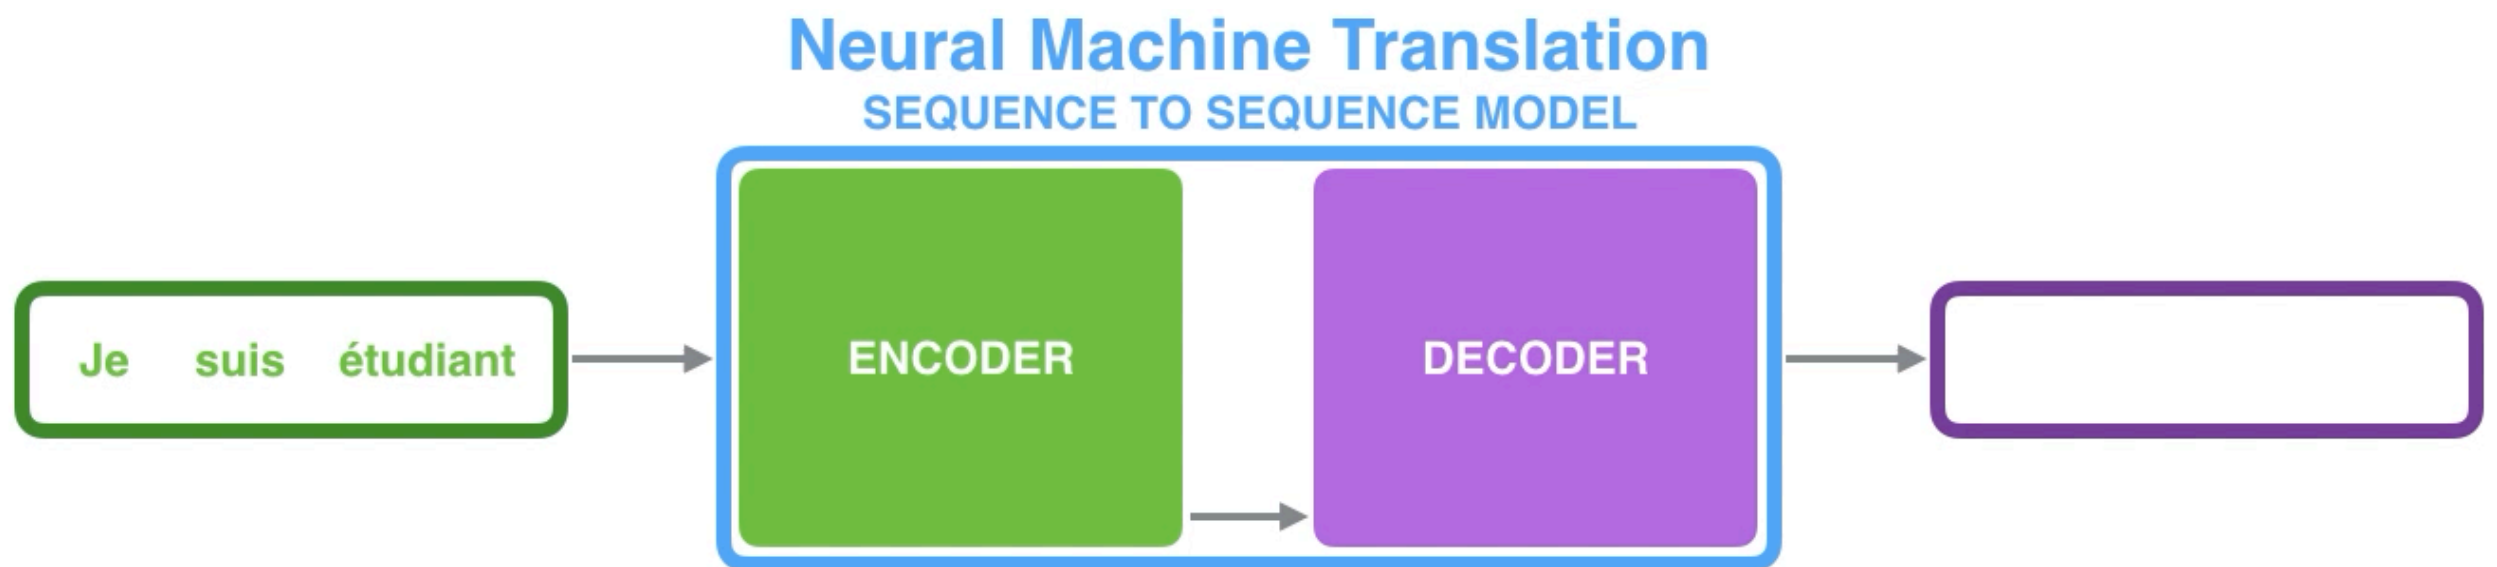 Neural Machine Translation
SEQUENCE TO SEQUENCE MODEL
Je suis étudiant
ENCODER
DECODER